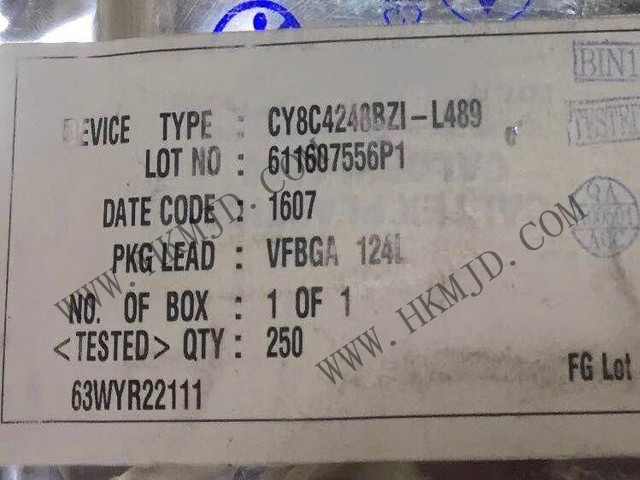 BIN1
TESTED
DEVICE TYPE : CY8C4248BZI-L489
LOT NO : 611607556P1
DATE CODE : 1607
PKG LEAD : VFBGA 124L
NO. OF BOX : 1 OF 1
<TESTED> QTY : 250
63WYR22111
FG Lot
QA
WWW.HKMJD.COM
WWW.HKMJD.COM